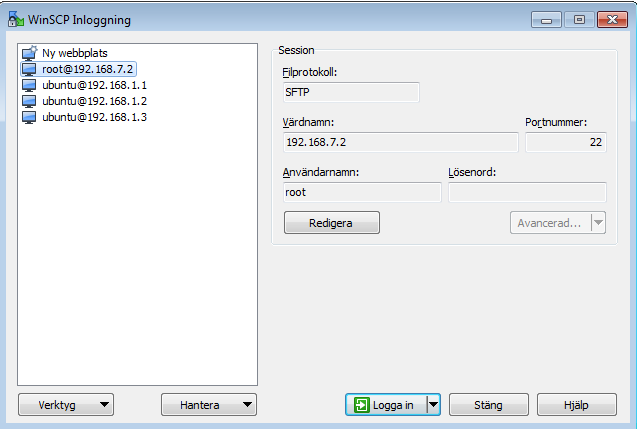 WinSCP Inloggning
Ny webbplats
root@192.168.7.2
ubuntu@192.168.1.1
ubuntu@192.168.1.2
ubuntu@192.168.1.3
Session
Filprotokoll:
SFTP
Värdnamn: Portnummer:
192.168.7.2 22
Användarnamn: Lösenord:
root
Redigera Avancerad...
Verktyg Hantera Logga in Stäng Hjälp